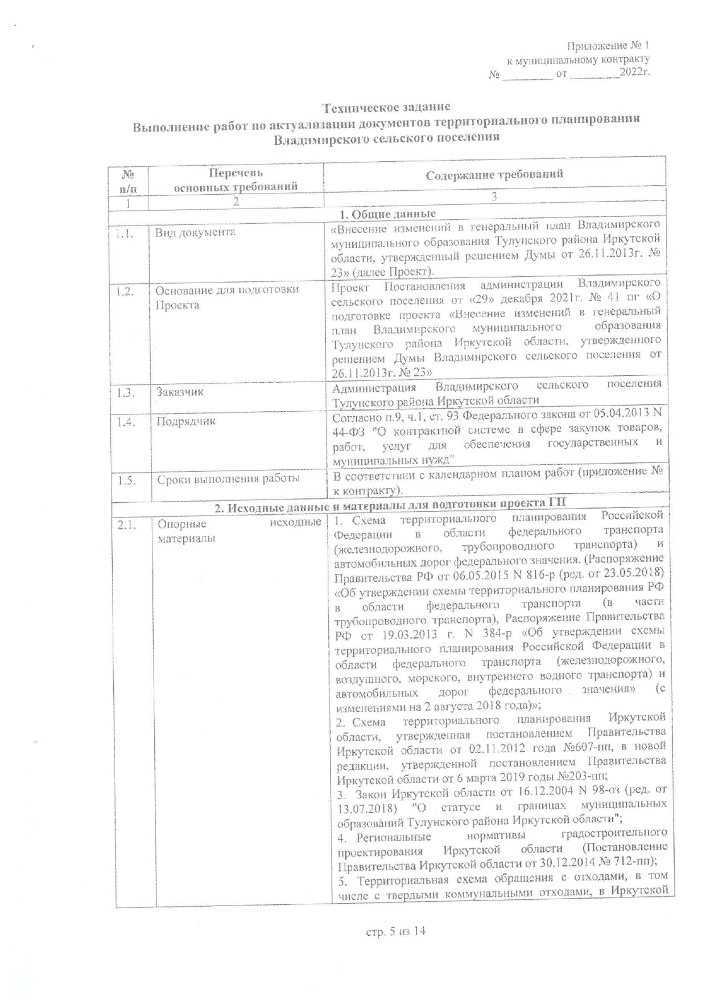 Приложение № 1
к муниципальному контракту
№ __________ от ________2022г.
Техническое задание
Выполнение работ по актуализации документов территориального планирования
Владимирского сельского поселения
№
п/п
Перечень
основных требований
Содержание требований
1
2
3
1. Общие данные
1.1.
Вид документа
«Внесение изменений в генеральный план Владимирского
муниципального образования Тулунского района Иркутской
области, утвержденный решением Думы от 26.11.2013г. №
23» (далее Проект).
1.2.
Основание для подготовки
Проекта
Проект Постановления администрации Владимирского
сельского поселения от «29» декабря 2021г. № 41 пг «О
подготовке проекта «Внесение изменений в генеральный
план Владимирского муниципального образования
Тулунского района Иркутской области, утвержденного
решением Думы Владимирского сельского поселения от
26.11.2013г. № 23»
1.3.
Заказчик
Администрация Владимирского сельского поселения
Тулунского района Иркутской области
1.4.
Подрядчик
Согласно п.9, ч.1, ст. 93 Федерального закона от 05.04.2013 N
44-ФЗ "О контрактной системе в сфере закупок товаров,
работ, услуг для обеспечения государственных и
муниципальных нужд"
1.5.
Сроки выполнения работы
В соответствии с календарном планом работ (приложение №
к контракту).
2. Исходные данные и материалы для подготовки проекта ГП
2.1.
Опорные исходные
материалы
1. Схема территориального планирования Российской
Федерации в области федерального транспорта
(железнодорожного, трубопроводного транспорта) и
автомобильных дорог федерального значения. (Распоряжение
Правительства РФ от 06.05.2015 N 816-р (ред. от 23.05.2018)
«Об утверждении схемы территориального планирования РФ
в области федерального транспорта (в части
трубопроводного транспорта), Распоряжение Правительства
РФ от 19.03.2013 г. N 384-р «Об утверждении схемы
территориального планирования Российской Федерации в
области федерального транспорта (железнодорожного,
воздушного, морского, внутреннего водного транспорта) и
автомобильных дорог федерального значения» (с
изменениями на 2 августа 2018 года)»;
2. Схема территориального планирования Иркутской
области, утвержденная постановлением Правительства
Иркутской области от 02.11.2012 года №607-пп, в новой
редакции, утвержденной постановлением Правительства
Иркутской области от 6 марта 2019 годы №203-пп;
3. Закон Иркутской области от 16.12.2004 N 98-оз (ред. от
13.07.2018) "О статусе и границах муниципальных
образований Тулунского района Иркутской области";
4. Региональные нормативы градостроительного
проектирования Иркутской области (Постановление
Правительства Иркутской области от 30.12.2014 № 712-пп);
5. Территориальная схема обращения с отходами, в том
числе с твердыми коммунальными отходами, в Иркутской
стр. 5 из 14